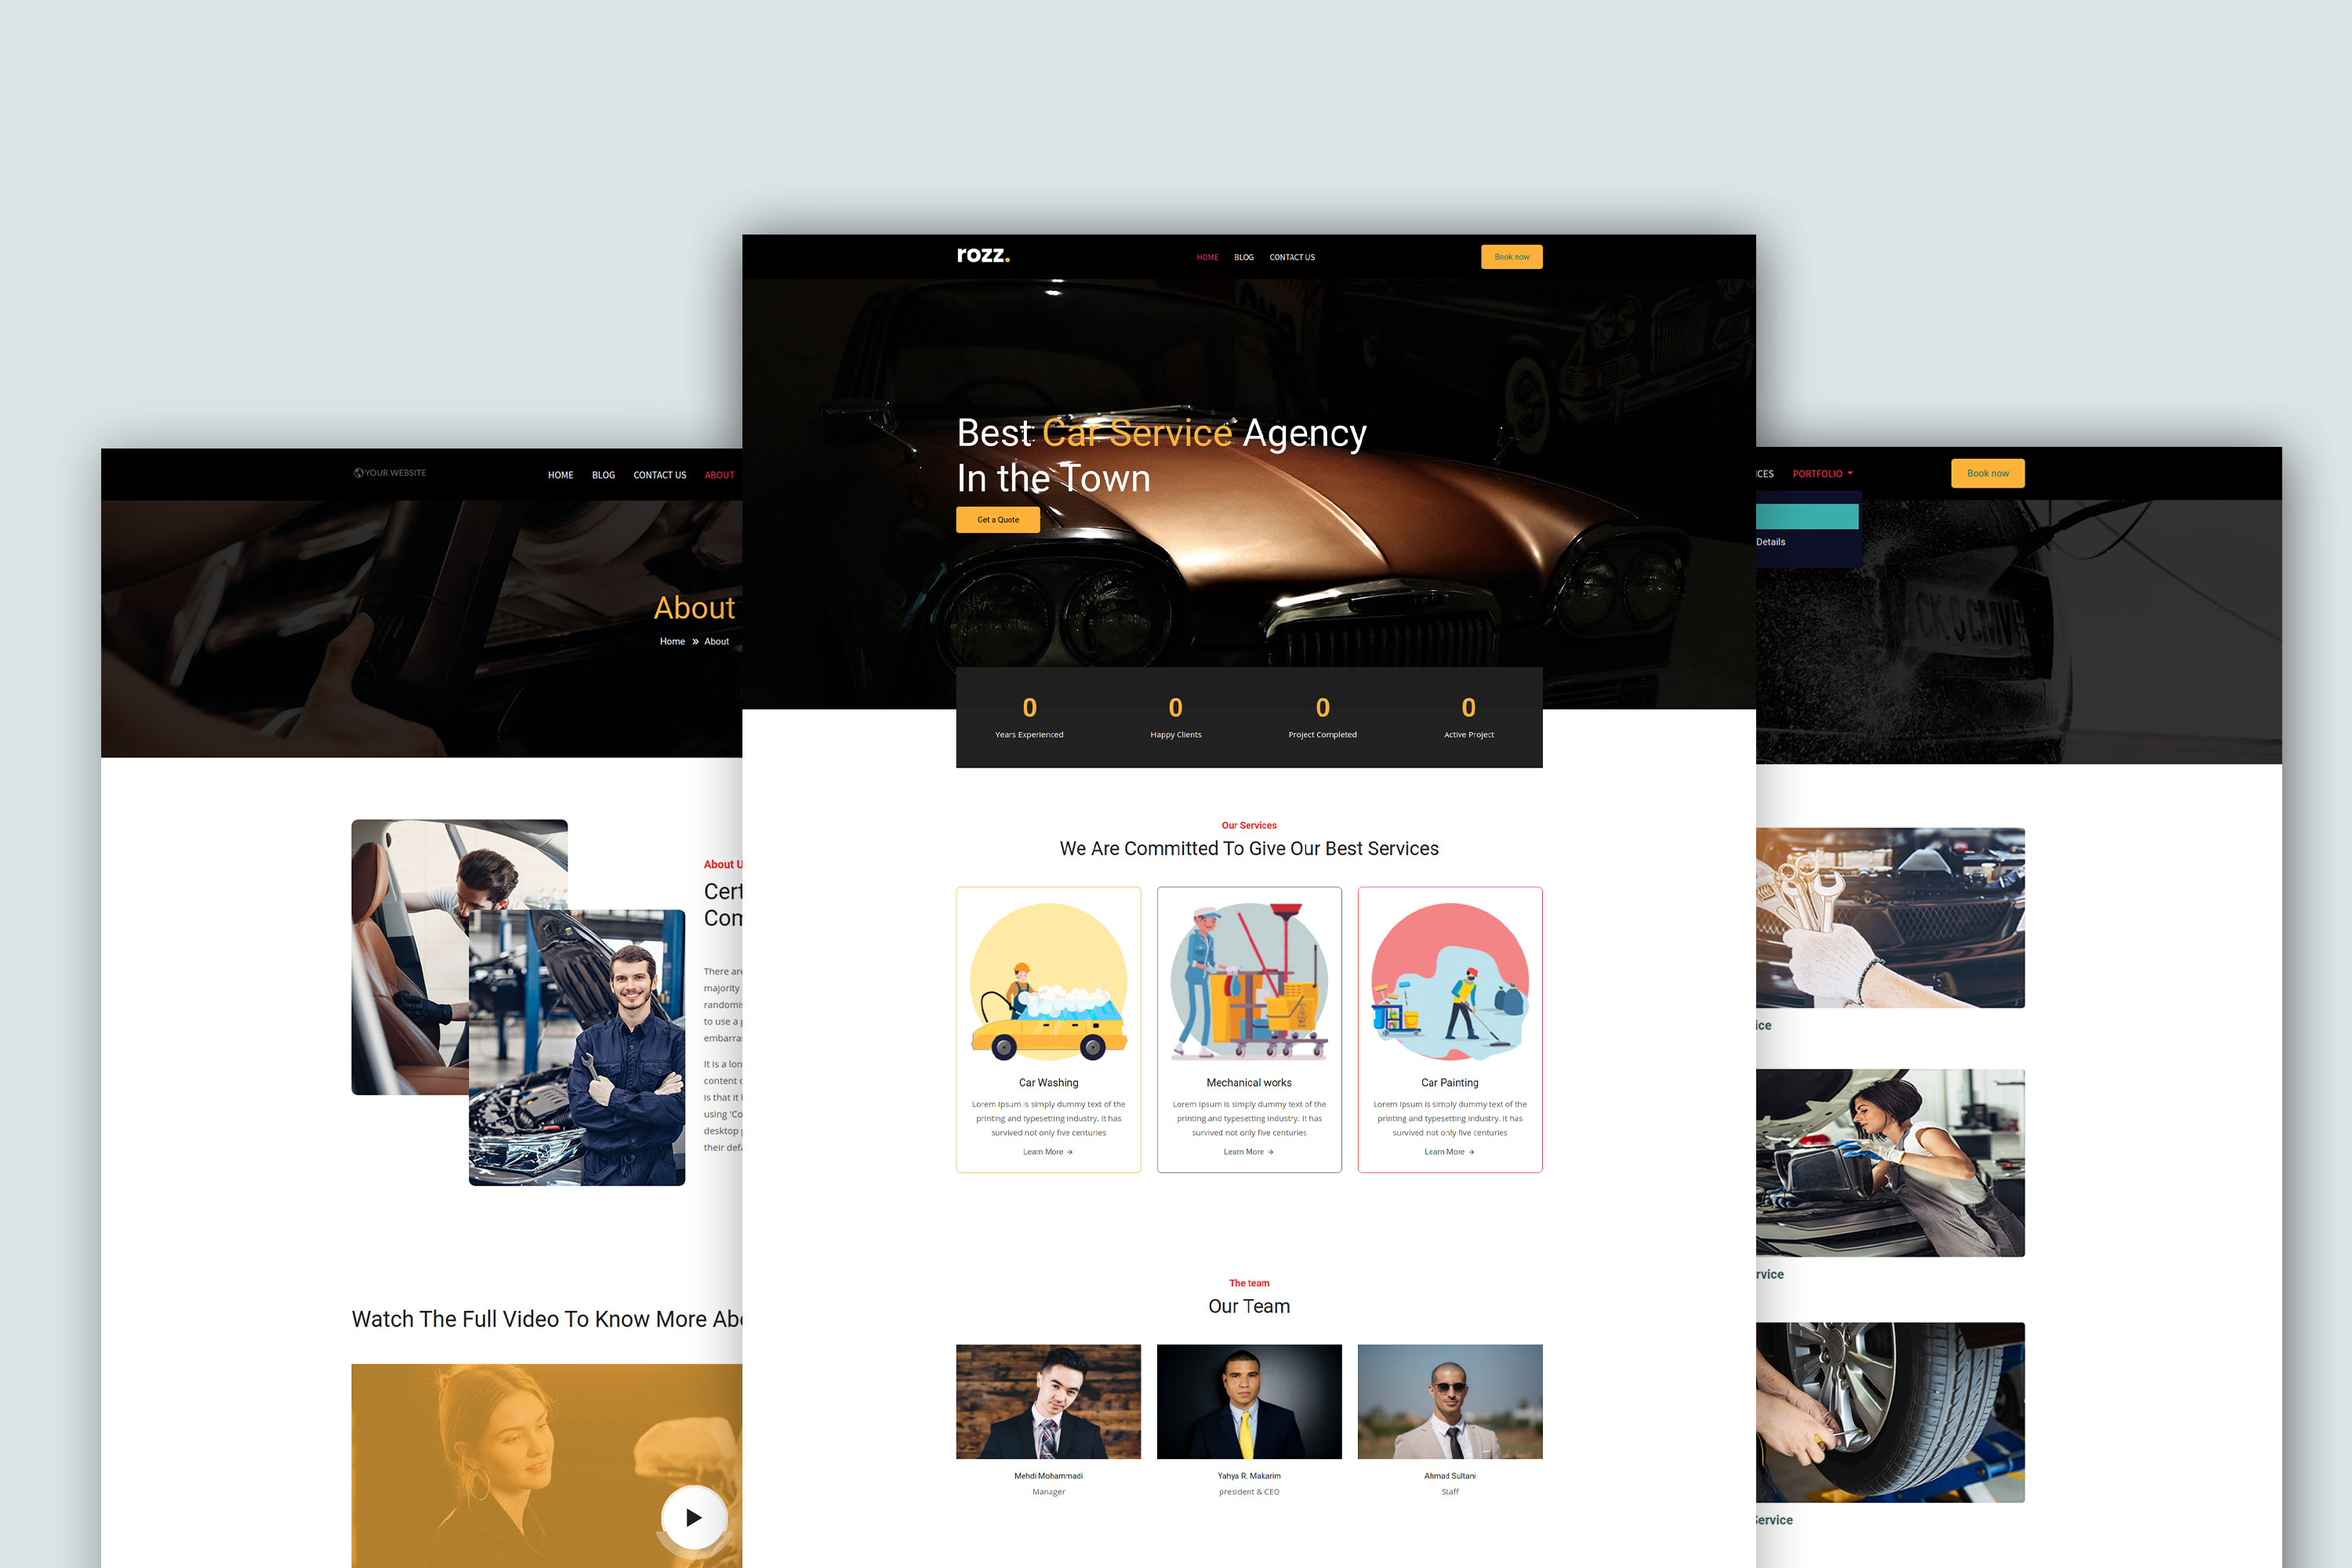 rozz.
HOME BLOG CONTACT US
Book now
Best Car Service Agency
In the Town
Get a Quote
0 0 0 0
Years Experienced Happy Clients Project Completed Active Project
Our Services
We Are Committed To Give Our Best Services
Car Washing
Lorem Ipsum is simply dummy text of the
printing and typesetting industry. It has
survived not only five centuries
Learn More →
Mechanical works
Lorem Ipsum is simply dummy text of the
printing and typesetting industry. It has
survived not only five centuries
Learn More →
Car Painting
Lorem Ipsum is simply dummy text of the
printing and typesetting industry. It has
survived not only five centuries
Learn More →
The team
Our Team
Mehdi Mohammadi
Manager
Yahya R. Makarim
president & CEO
Ahmad Sultani
Staff
YOUR WEBSITE
HOME BLOG CONTACT US ABOUT
About
Home » About
About U
Cert
Com
There are
majority
randomis
to use a p
embarras
It is a lon
content o
is that it
using 'Co
desktop p
their defa
Watch The Full Video To Know More Abo
ICES PORTFOLIO
Book now
Details
ice
rvice
Service